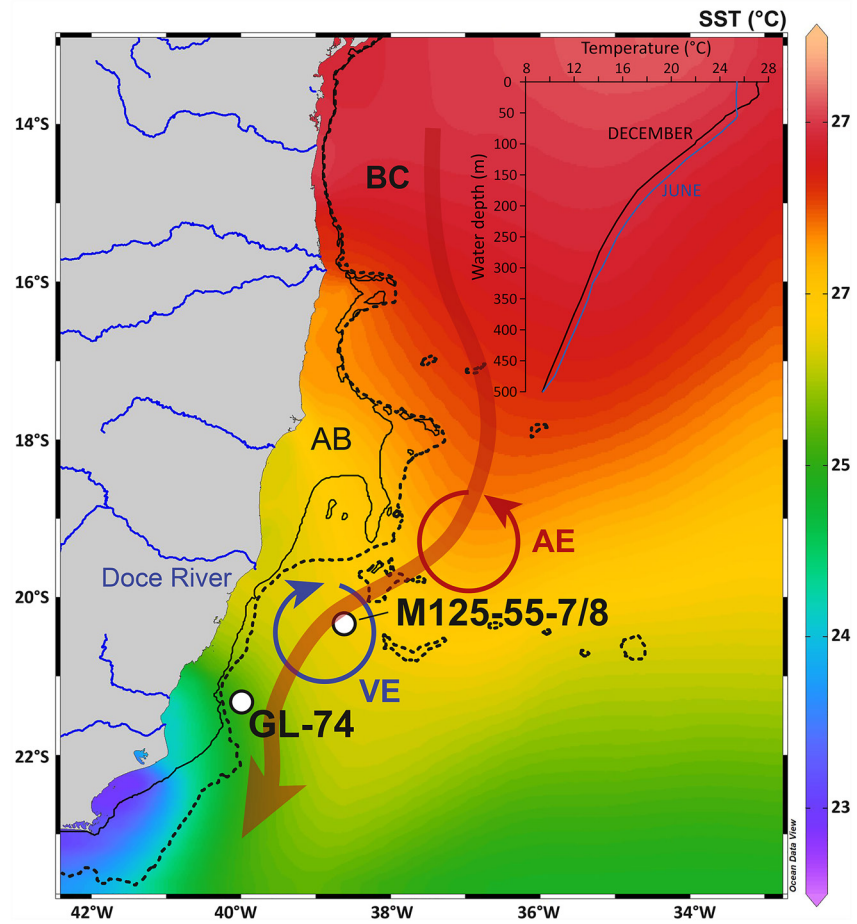 SST (°C)
Temperature (°C)
8 12 16 20 24 28
0
50
100
150
200
250
300
350
400
450
500
Water depth (m)
DECEMBER
JUNE
27
27
25
24
23
14°S
16°S
18°S
20°S
22°S
BC
AB
AE
Doce River
M125-55-7/8
VE
GL-74
Ocean Data View
42°W 40°W 38°W 36°W 34°W